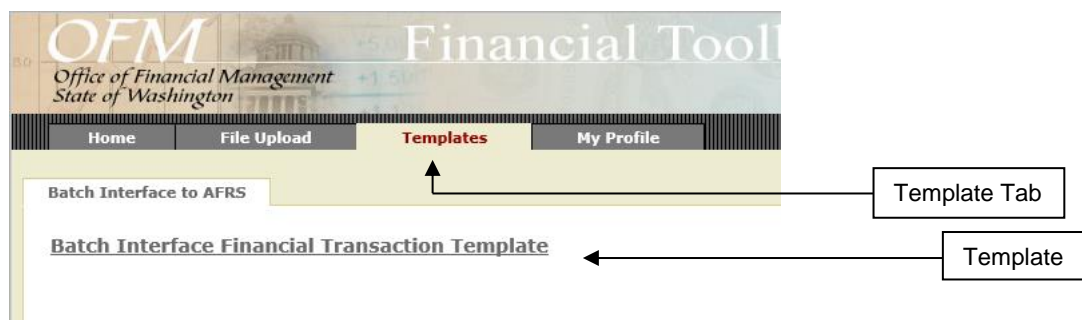 OFM Financial Tool
Office of Financial Management
State of Washington
Home File Upload Templates My Profile
Batch Interface to AFRS
Template Tab
Batch Interface Financial Transaction Template
Template